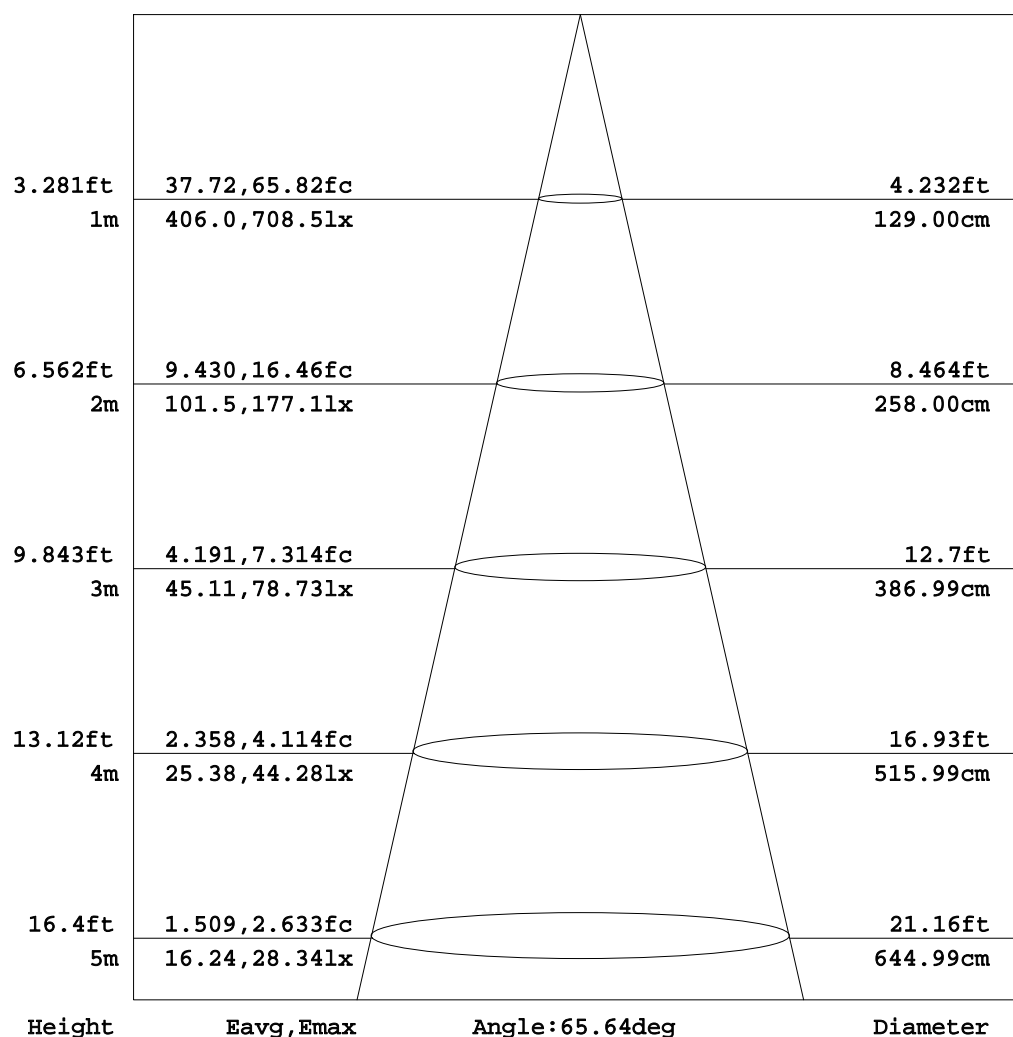 3.281ft 37.72,65.82fc 4.232ft
1m 406.0,708.5lx 129.00cm
6.562ft 9.430,16.46fc 8.464ft
2m 101.5,177.1lx 258.00cm
9.843ft 4.191,7.314fc 12.7ft
3m 45.11,78.73lx 386.99cm
13.12ft 2.358,4.114fc 16.93ft
4m 25.38,44.28lx 515.99cm
16.4ft 1.509,2.633fc 21.16ft
5m 16.24,28.34lx 644.99cm
Height Eavg,Emax Angle:65.64deg Diameter